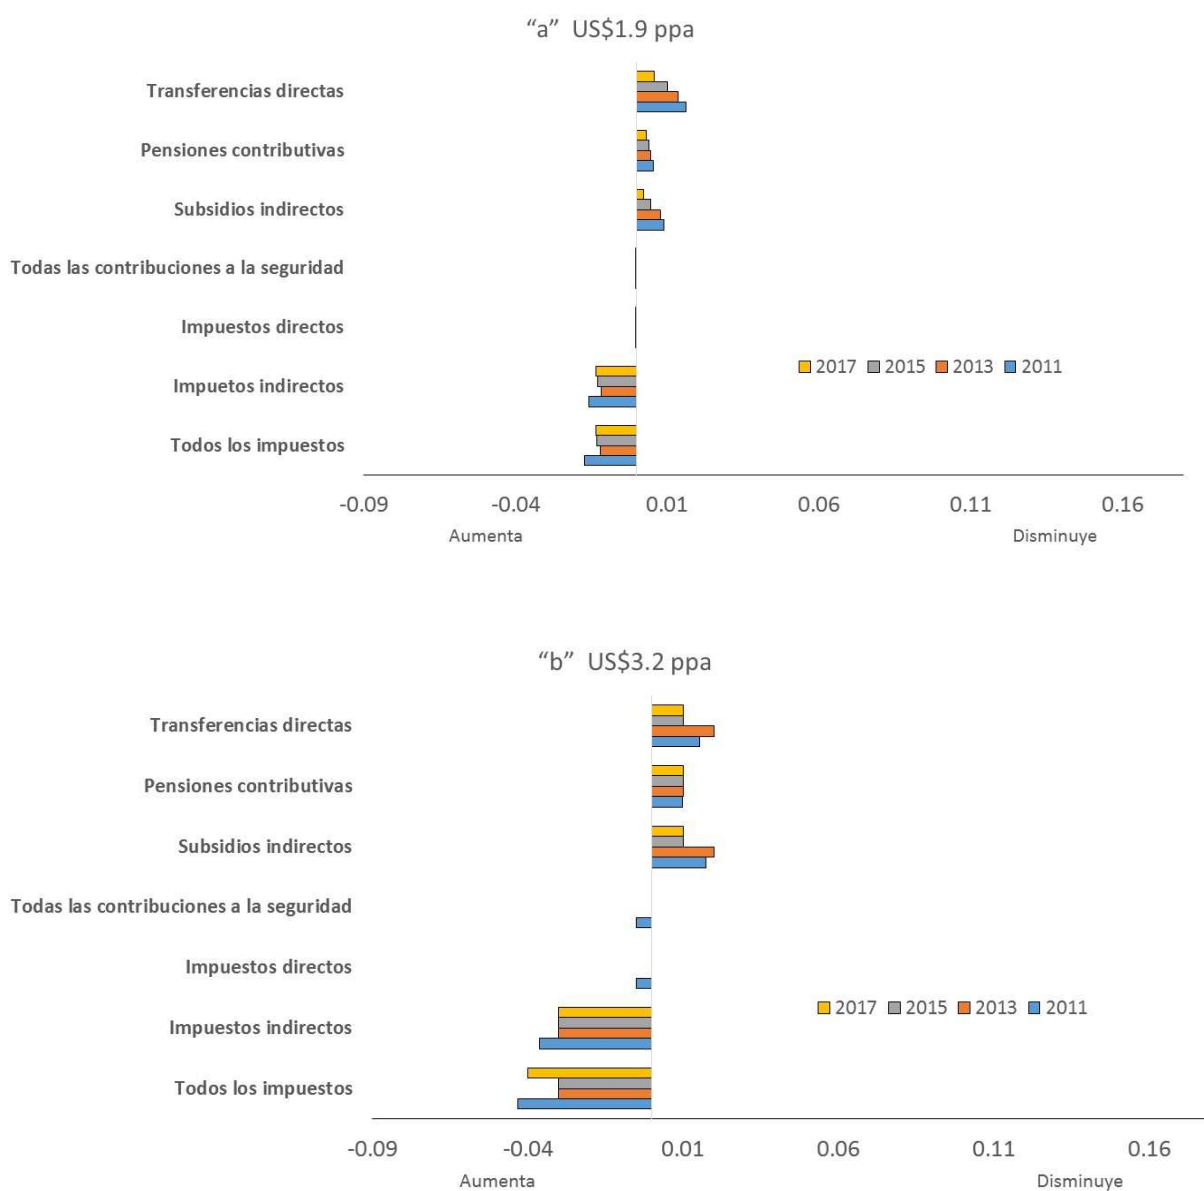 “a” US$1.9 ppa
Transferencias directas
Pensiones contributivas
Subsidios indirectos
Todas las contribuciones a la seguridad
Impuestos directos
Impuetos indirectos
Todos los impuestos
2017 2015 2013 2011
-0.09 -0.04 0.01 0.06 0.11 0.16
Aumenta Disminuye
“b” US$3.2 ppa
Transferencias directas
Pensiones contributivas
Subsidios indirectos
Todas las contribuciones a la seguridad
Impuestos directos
Impuestos indirectos
Todos los impuestos
2017 2015 2013 2011
-0.09 -0.04 0.01 0.06 0.11 0.16
Aumenta Disminuye